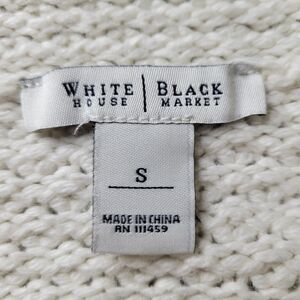 WHITE | BLACK
HOUSE | MARKET
S
MADE IN CHINA
RN 111459